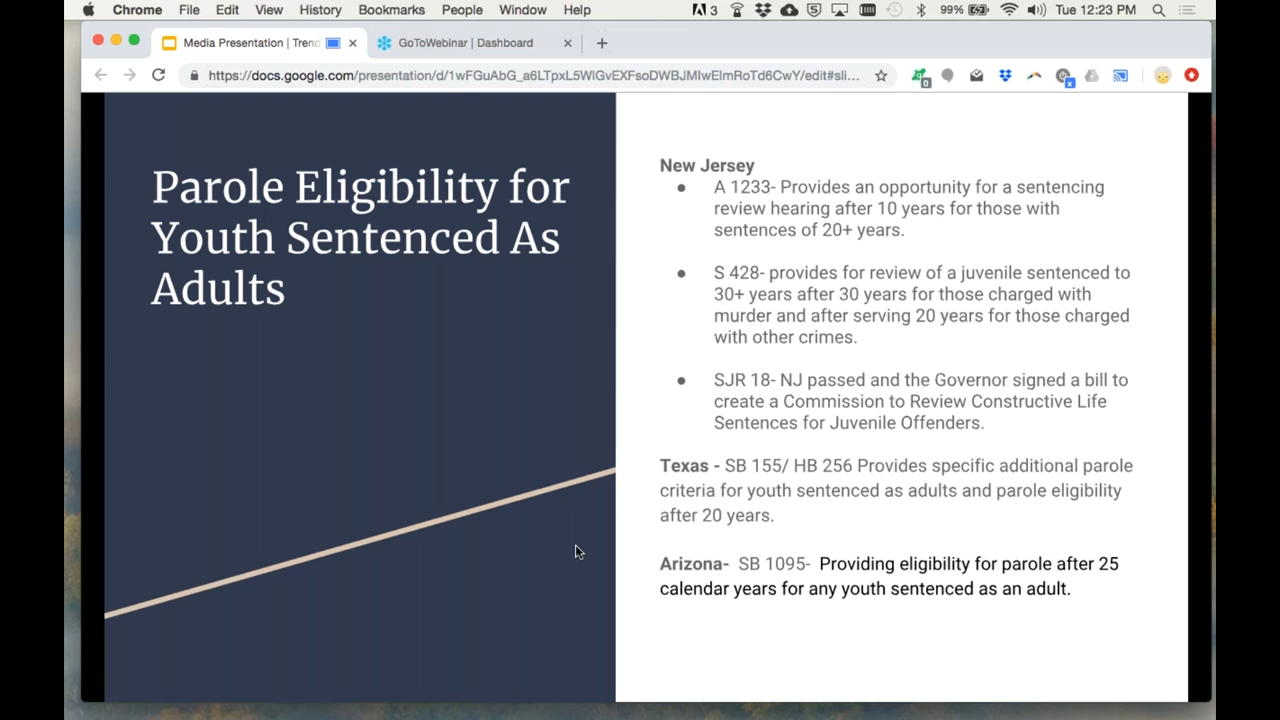 Chrome File Edit View History Bookmarks People Window Help 3 99% Tue 12:23 PM
Media Presentation | Trend GoToWebinar | Dashboard
https://docs.google.com/presentation/d/1wFGuAbG_a6LTpxL5WlGvEXFsoDWBJMIwElmRoTd6CwY/edit#sli...
Parole Eligibility for
Youth Sentenced As
Adults
New Jersey
● A 1233- Provides an opportunity for a sentencing
review hearing after 10 years for those with
sentences of 20+ years.
● S 428- provides for review of a juvenile sentenced to
30+ years after 30 years for those charged with
murder and after serving 20 years for those charged
with other crimes.
● SJR 18- NJ passed and the Governor signed a bill to
create a Commission to Review Constructive Life
Sentences for Juvenile Offenders.
Texas - SB 155/ HB 256 Provides specific additional parole
criteria for youth sentenced as adults and parole eligibility
after 20 years.
Arizona- SB 1095- Providing eligibility for parole after 25
calendar years for any youth sentenced as an adult.